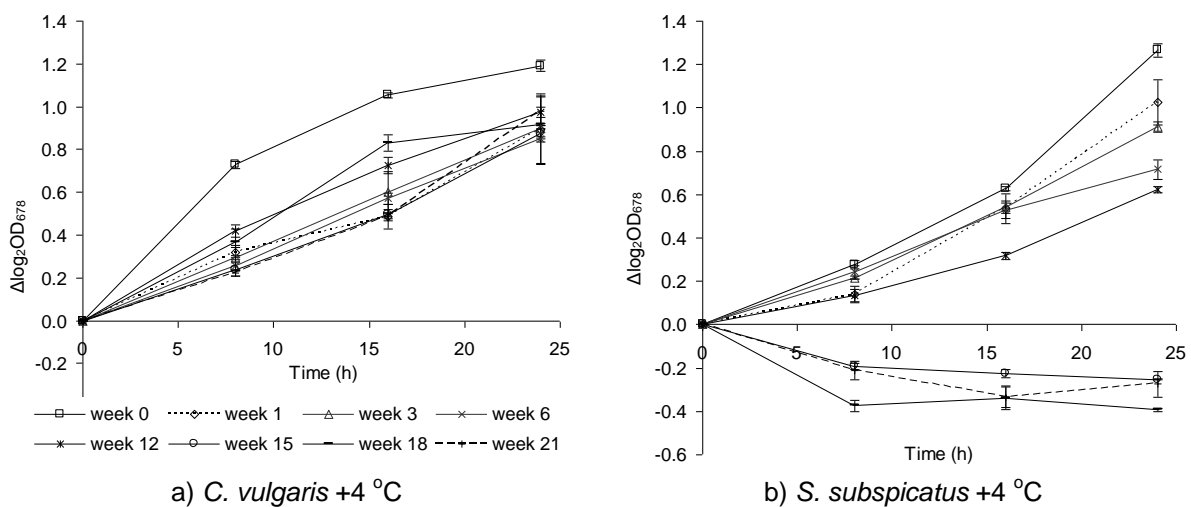 1.4
1.2
1.0
0.8
0.6
0.4
0.2
0.0
-0.2
Δlog₂OD₆₇₈
0 5 10 15 20 25
Time (h)
week 0 week 1 week 3 week 6
week 12 week 15 week 18 week 21
a) C. vulgaris +4 °C
1.4
1.2
1.0
0.8
0.6
0.4
0.2
0.0
-0.2
-0.4
-0.6
Δlog₂OD₆₇₈
0 5 10 15 20 25
Time (h)
b) S. subspicatus +4 °C